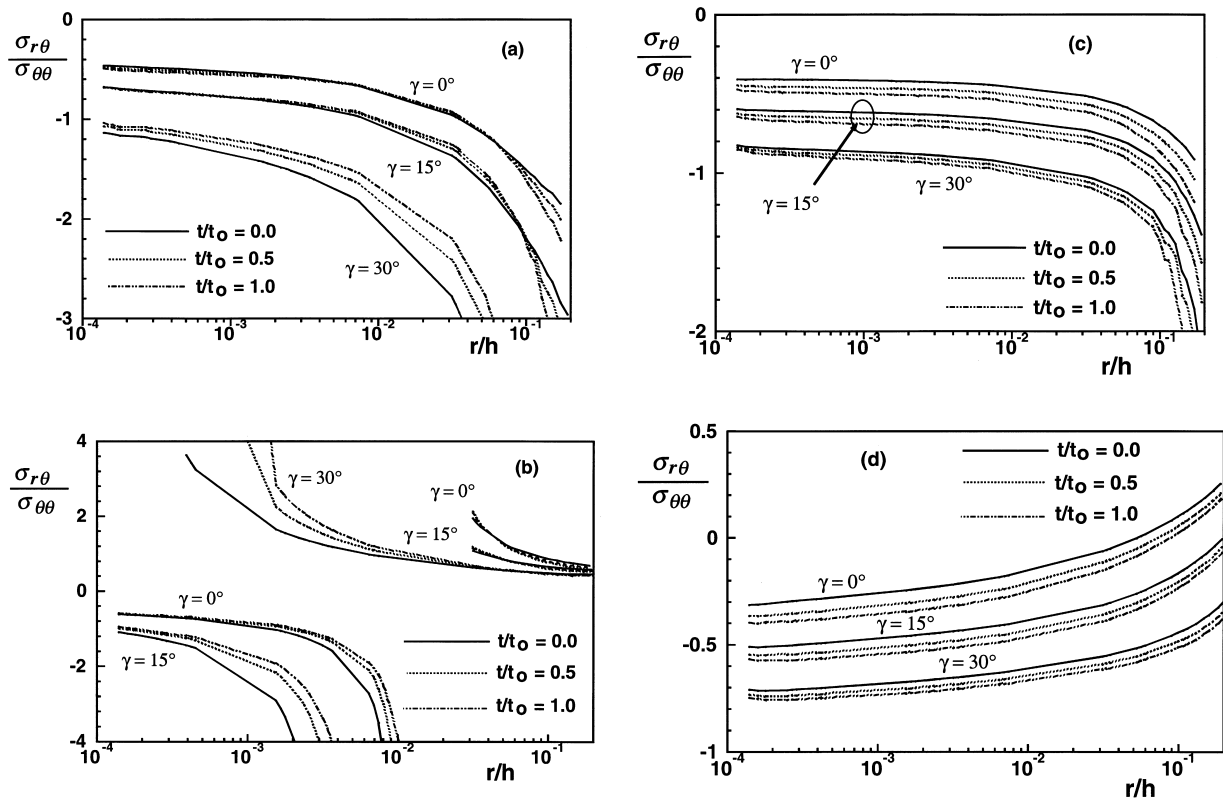 0
-1
-2
-3
σrθ
σθθ
(a)
γ = 0°
γ = 15°
γ = 30°
t/to = 0.0
t/to = 0.5
t/to = 1.0
10-4
10-3
10-2
10-1
r/h
0
-1
-2
σrθ
σθθ
(c)
γ = 0°
γ = 15°
γ = 30°
t/to = 0.0
t/to = 0.5
t/to = 1.0
10-4
10-3
10-2
10-1
r/h
4
2
0
-2
-4
σrθ
σθθ
(b)
γ = 30°
γ = 0°
γ = 15°
γ = 0°
γ = 15°
t/to = 0.0
t/to = 0.5
t/to = 1.0
10-4
10-3
10-2
10-1
r/h
0.5
0
-0.5
-1
σrθ
σθθ
(d)
t/to = 0.0
t/to = 0.5
t/to = 1.0
γ = 0°
γ = 15°
γ = 30°
10-4
10-3
10-2
10-1
r/h